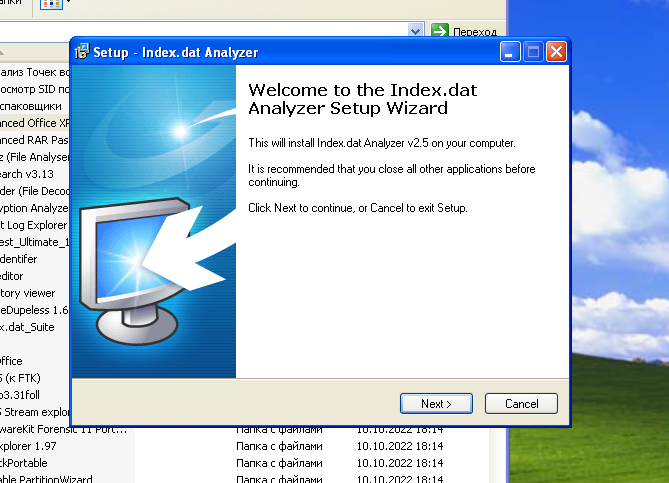 Переход
Setup - Index.dat Analyzer
Welcome to the Index.dat
Analyzer Setup Wizard
This will install Index.dat Analyzer v2.5 on your computer.
It is recommended that you close all other applications before
continuing.
Click Next to continue, or Cancel to exit Setup.
Next >
Cancel
ализ Точек во
осмотр SID по
спаковщики
anced Office XP
anced RAR Pas
z (File Analyser
earch v3.13
der (File Decod
yption Analyze
t Log Explorer
est_Ultimate_1
identifer
editor
tory viewer
eDupeless 1.6
x.dat_Suite
Office
5 (к FTK)
o3.31foll
S Stream explor
wareKit Forensic 11 Port... Папка с файлами 10.10.2022 18:14
xplorer 1.97 Папка с файлами 10.10.2022 18:14
ckPortable Папка с файлами 10.10.2022 18:14
able PartitionWizard Папка с файлами 10.10.2022 18:14